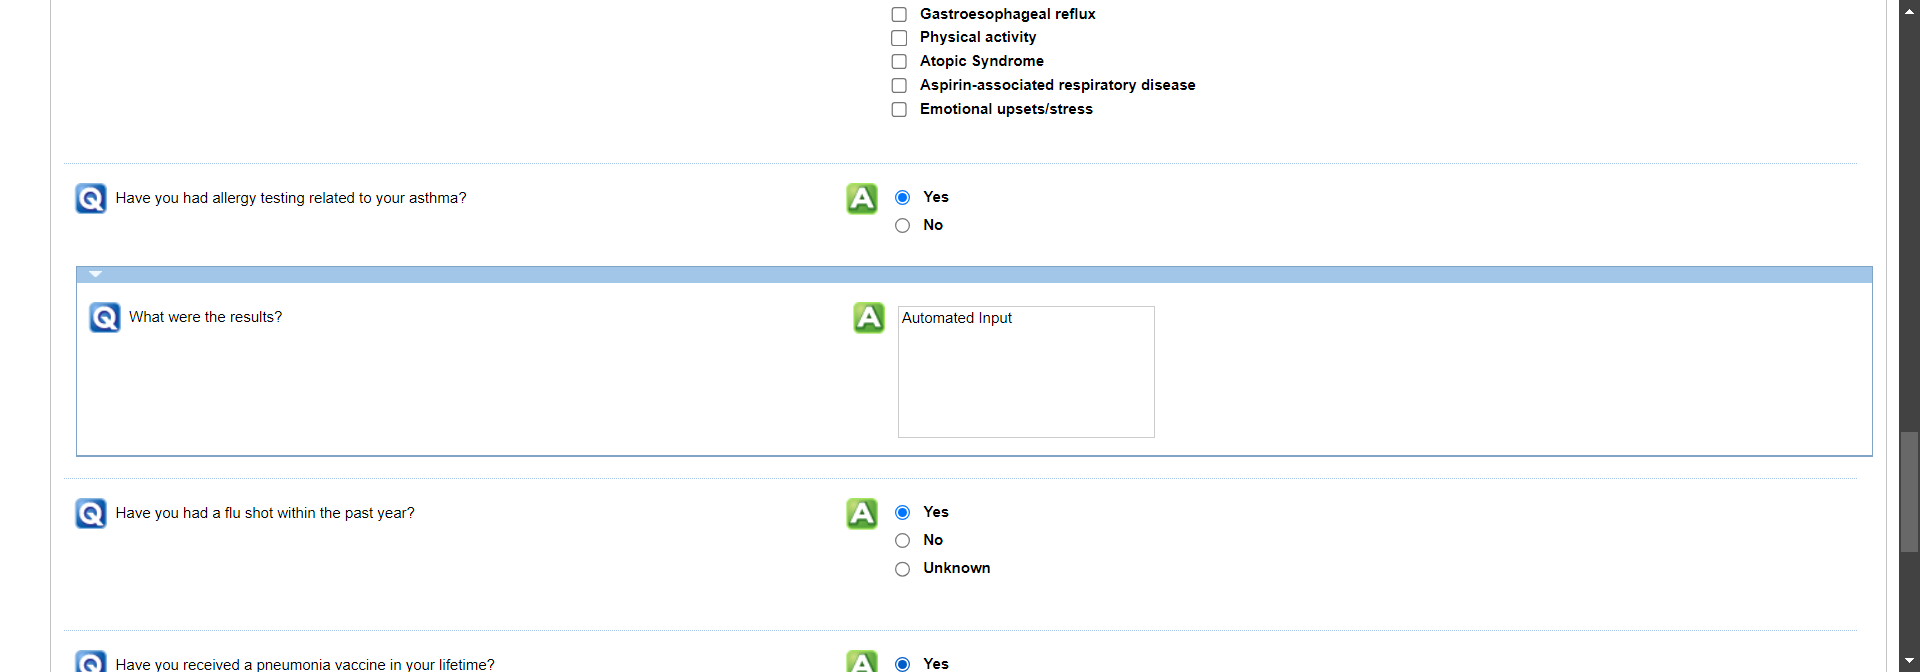 Gastroesophageal reflux
Physical activity
Atopic Syndrome
Aspirin-associated respiratory disease
Emotional upsets/stress
Q Have you had allergy testing related to your asthma?
A Yes
No
Q What were the results?
A Automated Input
Q Have you had a flu shot within the past year?
A Yes
No
Unknown
Q Have you received a pneumonia vaccine in your lifetime?
A Yes